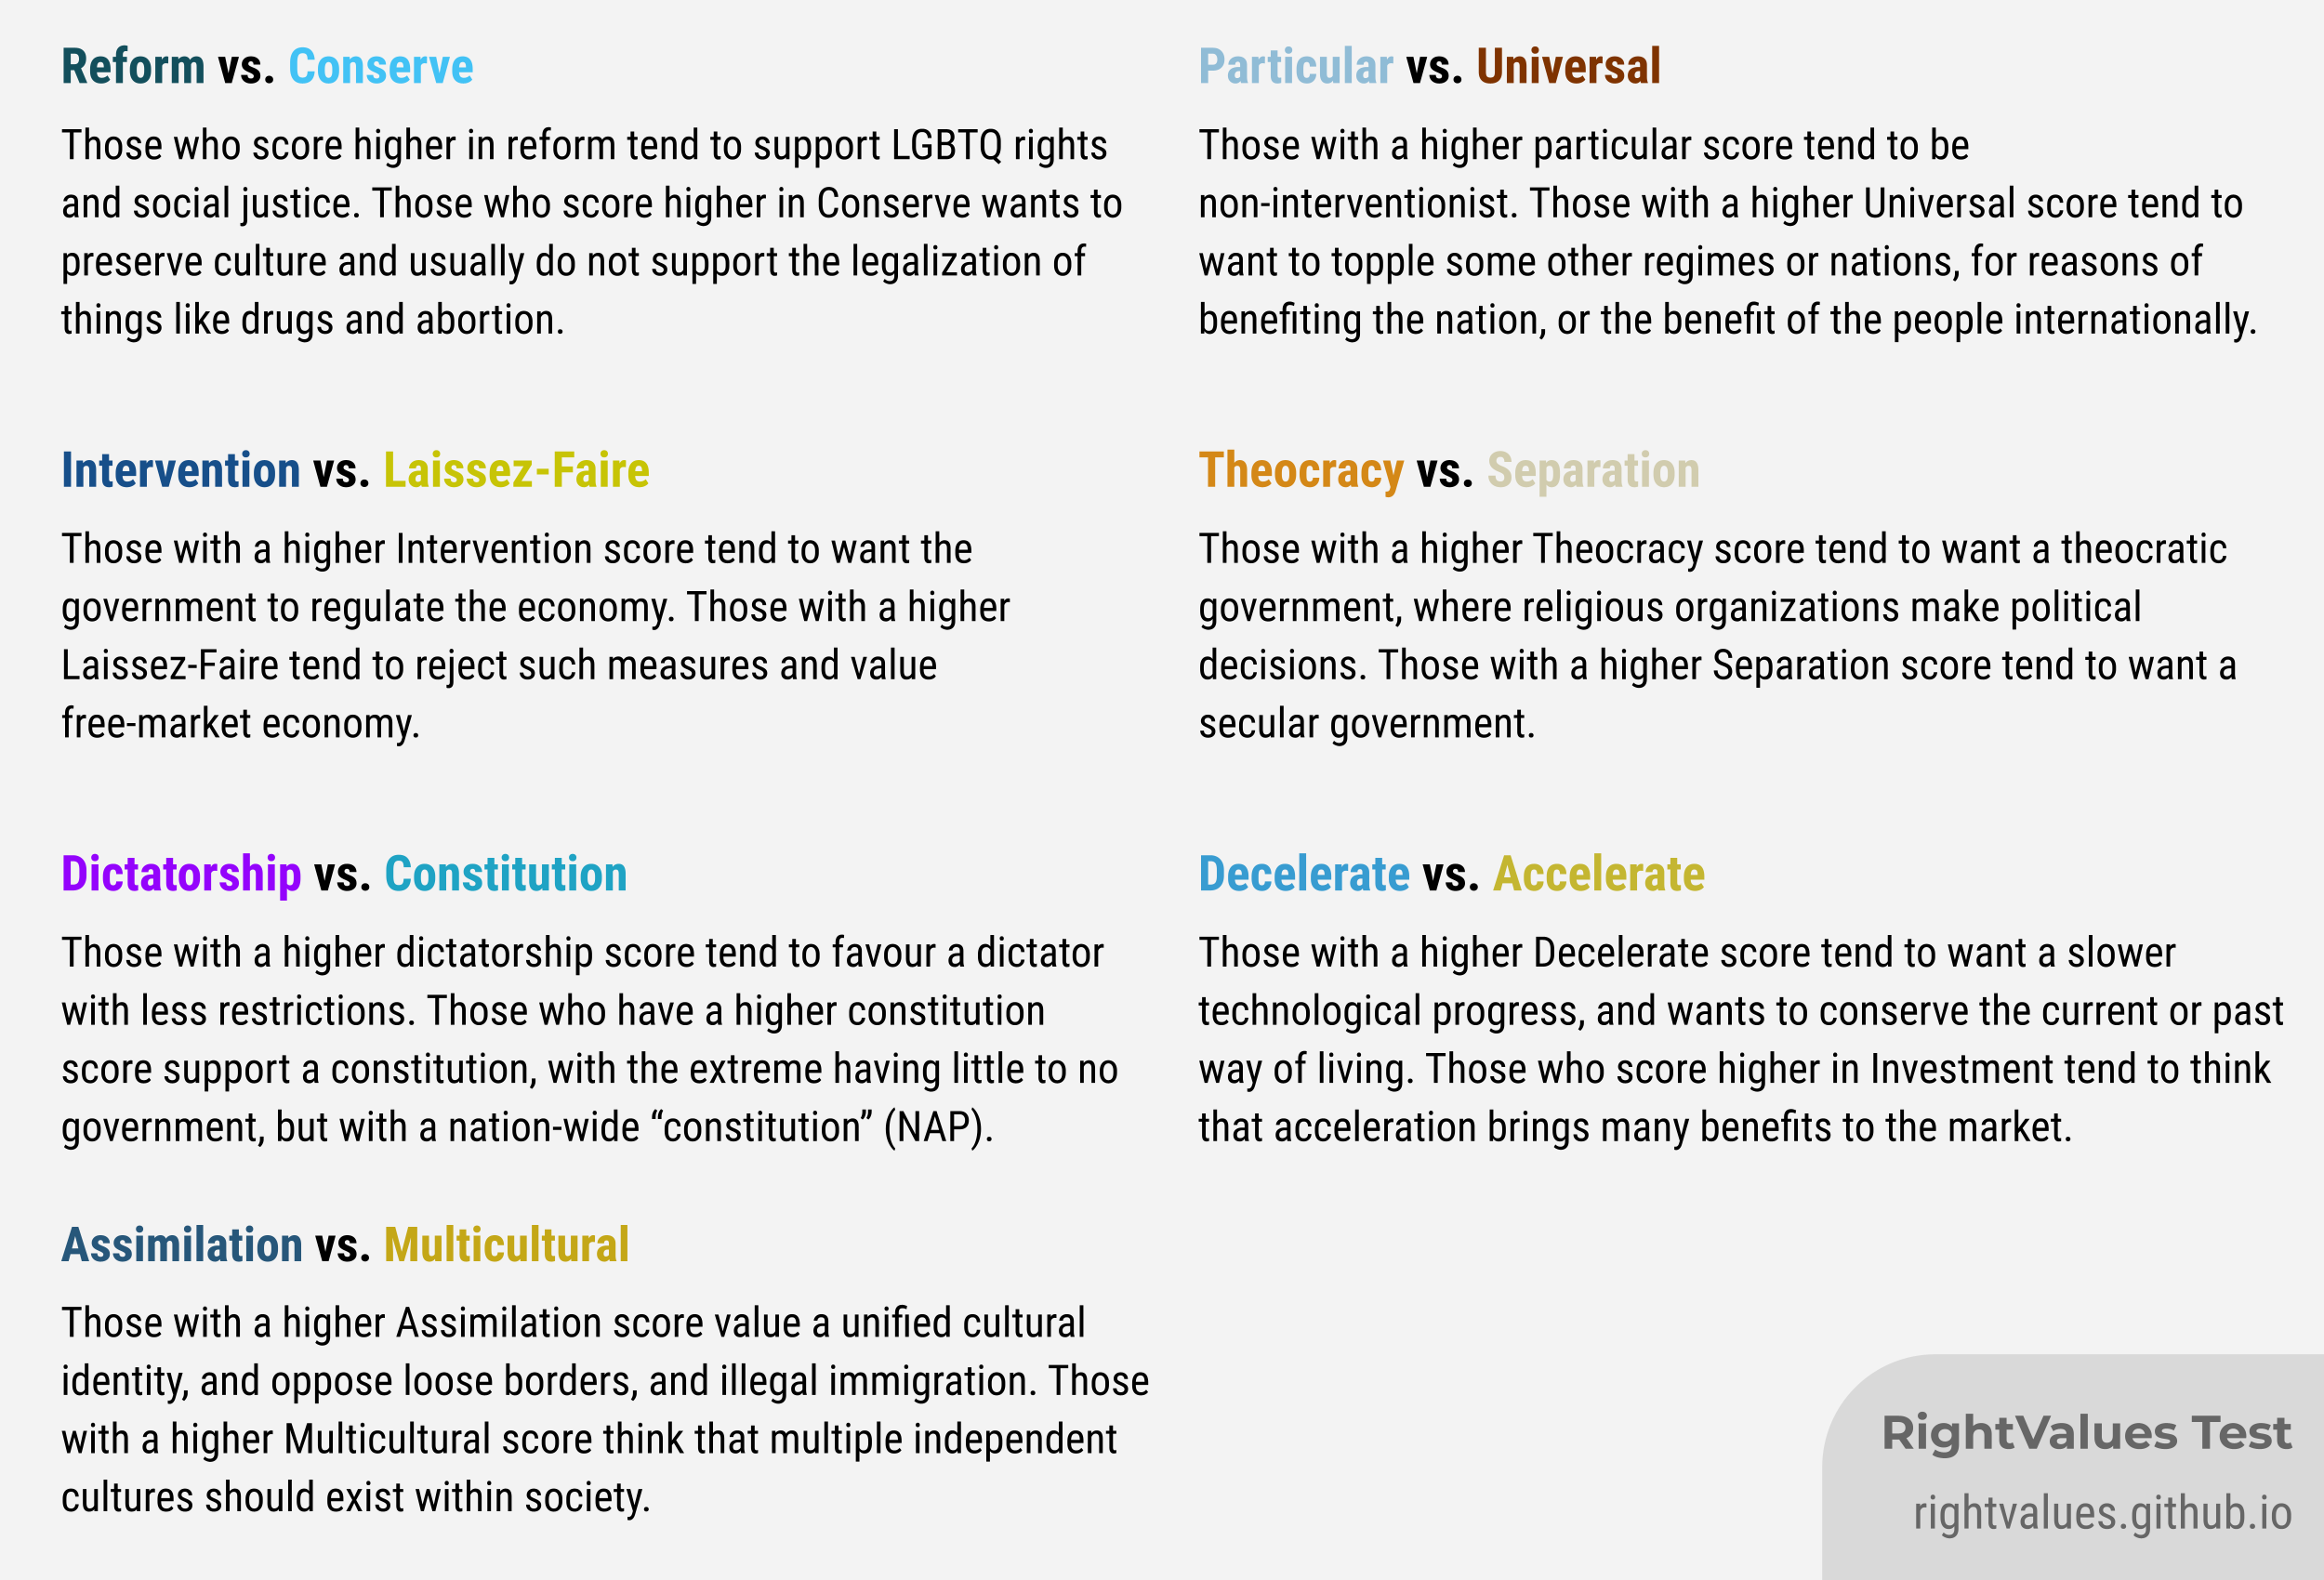 Reform vs. Conserve
Those who score higher in reform tend to support LGBTQ rights
and social justice. Those who score higher in Conserve wants to
preserve culture and usually do not support the legalization of
things like drugs and abortion.
Particular vs. Universal
Those with a higher particular score tend to be
non-interventionist. Those with a higher Universal score tend to
want to topple some other regimes or nations, for reasons of
benefiting the nation, or the benefit of the people internationally.
Intervention vs. Laissez-Faire
Those with a higher Intervention score tend to want the
government to regulate the economy. Those with a higher
Laissez-Faire tend to reject such measures and value
free-market economy.
Theocracy vs. Separation
Those with a higher Theocracy score tend to want a theocratic
government, where religious organizations make political
decisions. Those with a higher Separation score tend to want a
secular government.
Dictatorship vs. Constitution
Those with a higher dictatorship score tend to favour a dictator
with less restrictions. Those who have a higher constitution
score support a constitution, with the extreme having little to no
government, but with a nation-wide “constitution” (NAP).
Decelerate vs. Accelerate
Those with a higher Decelerate score tend to want a slower
technological progress, and wants to conserve the current or past
way of living. Those who score higher in Investment tend to think
that acceleration brings many benefits to the market.
Assimilation vs. Multicultural
Those with a higher Assimilation score value a unified cultural
identity, and oppose loose borders, and illegal immigration. Those
with a higher Multicultural score think that multiple independent
cultures should exist within society.
RightValues Test
rightvalues.github.io